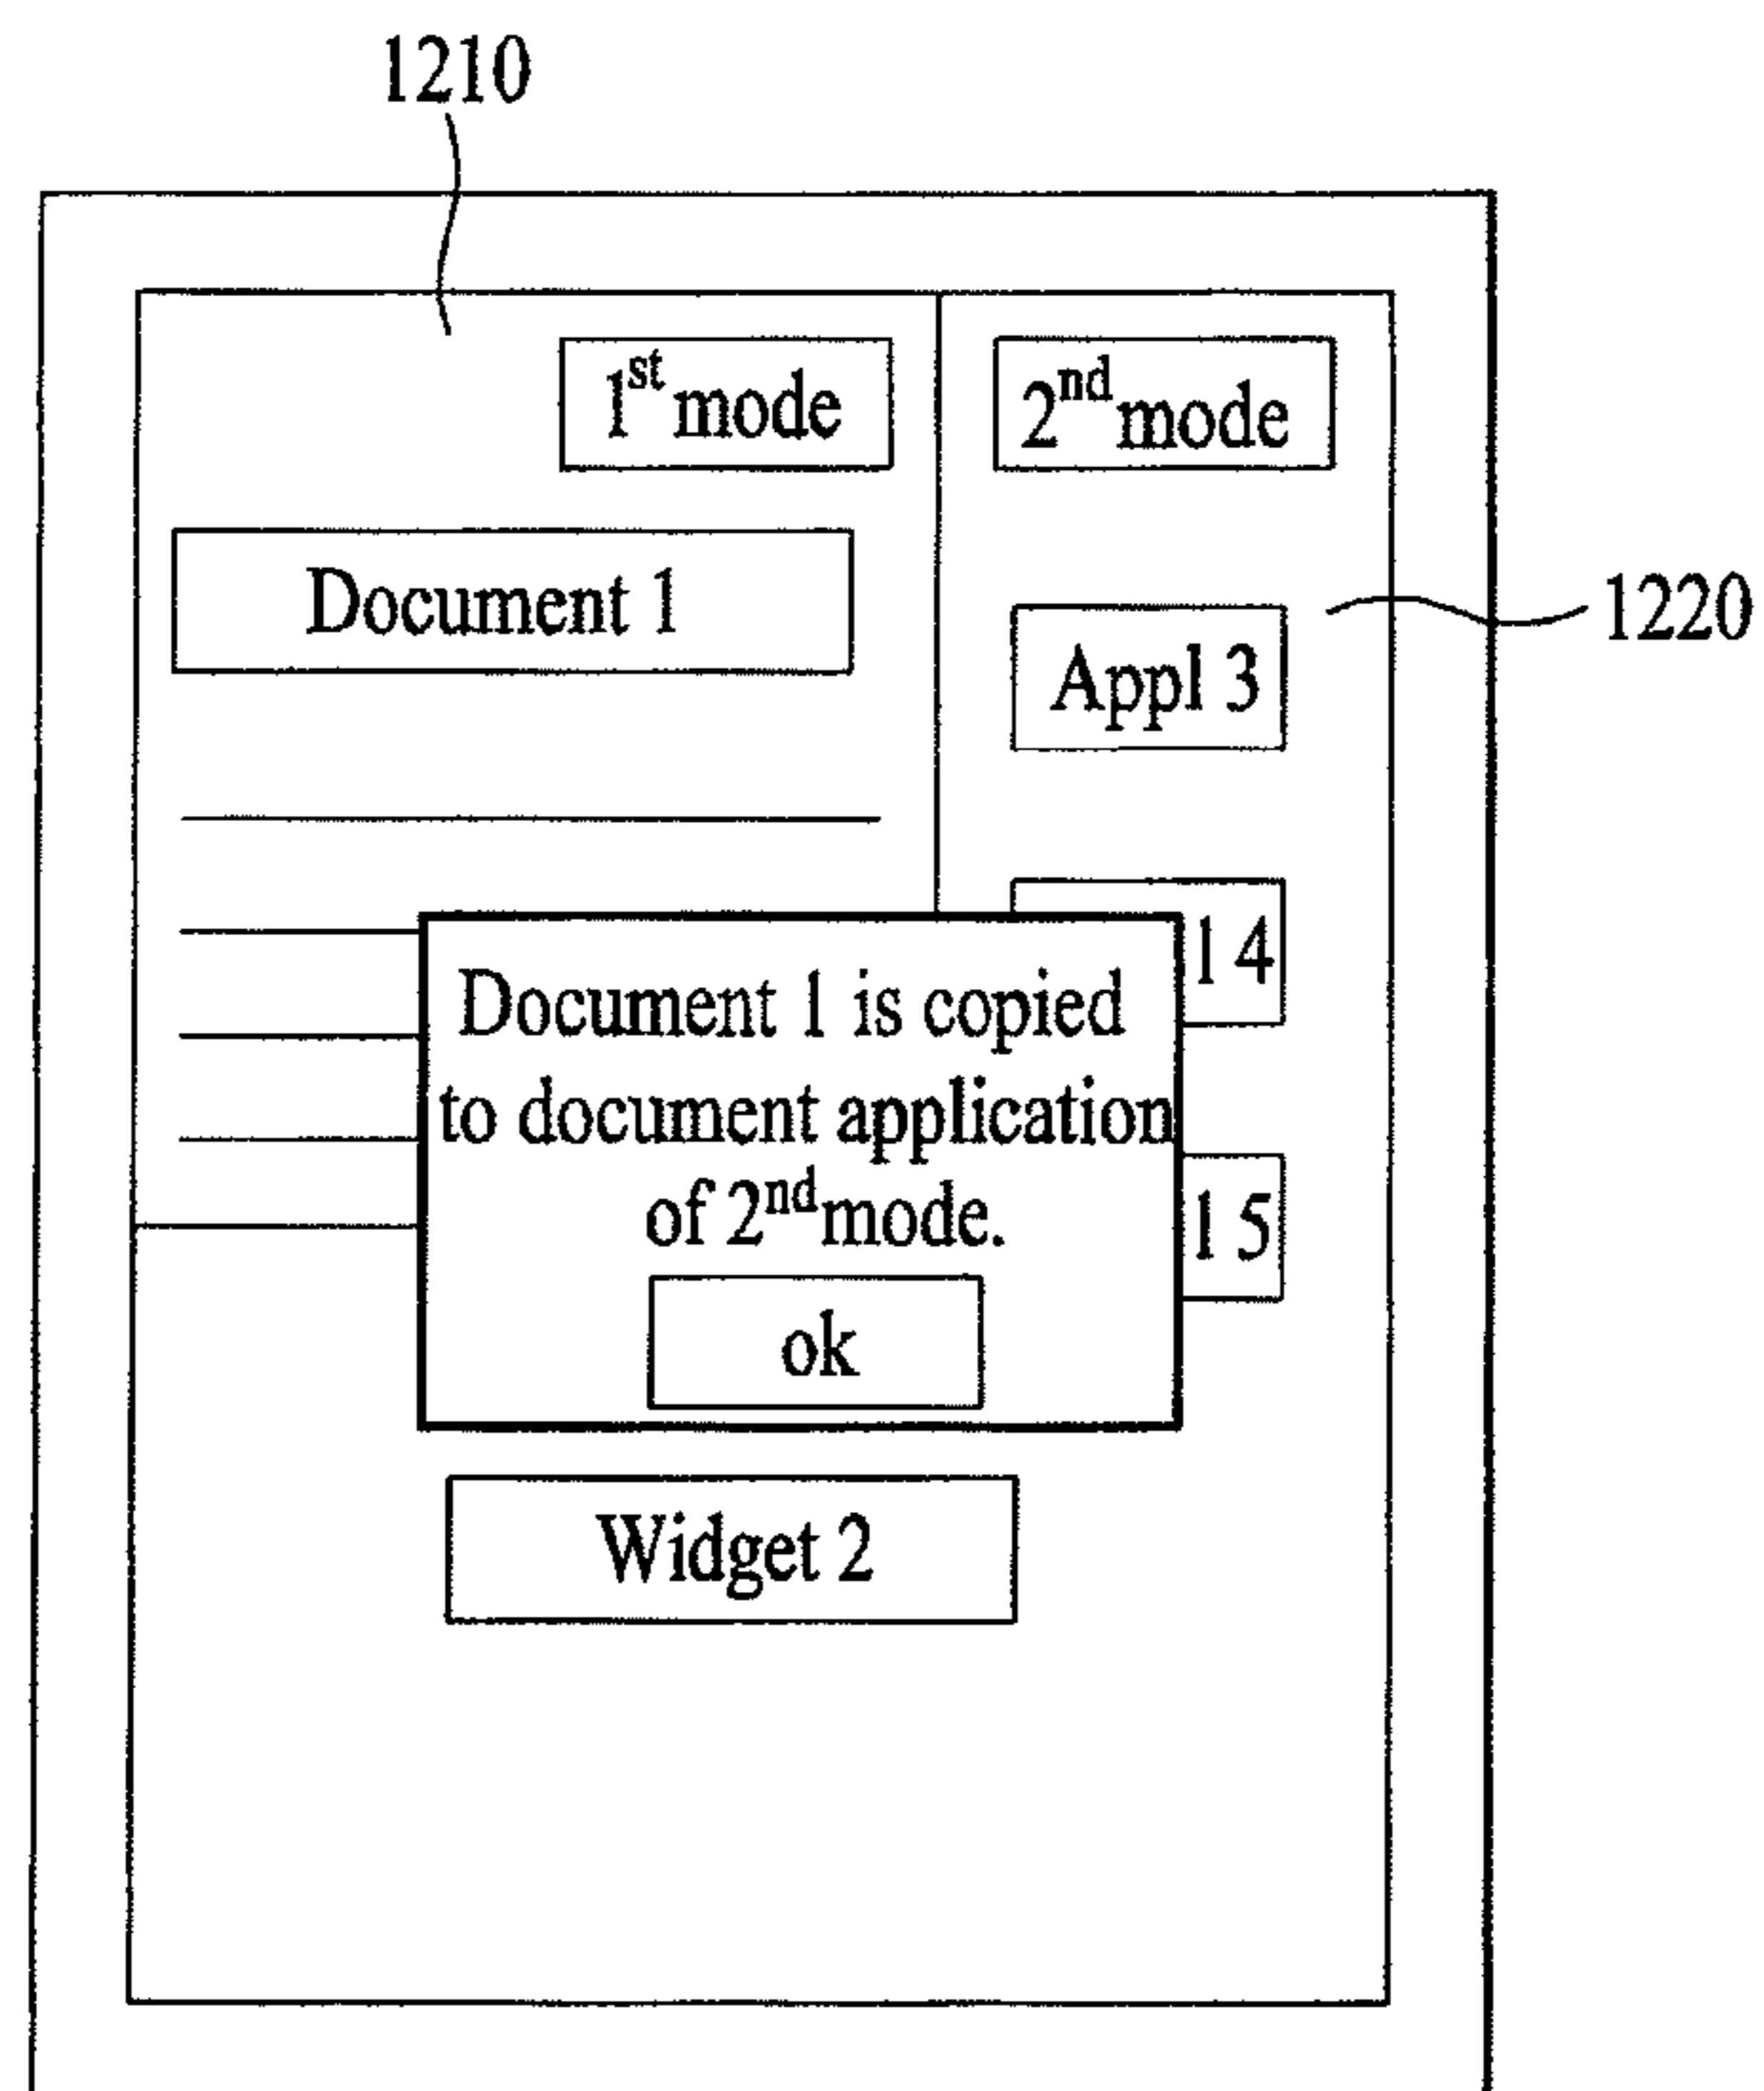 1210
1st mode
2nd mode
Document 1
1220
Appl 3
l 4
Document 1 is copied
to document application
of 2nd mode.
l 5
ok
Widget 2